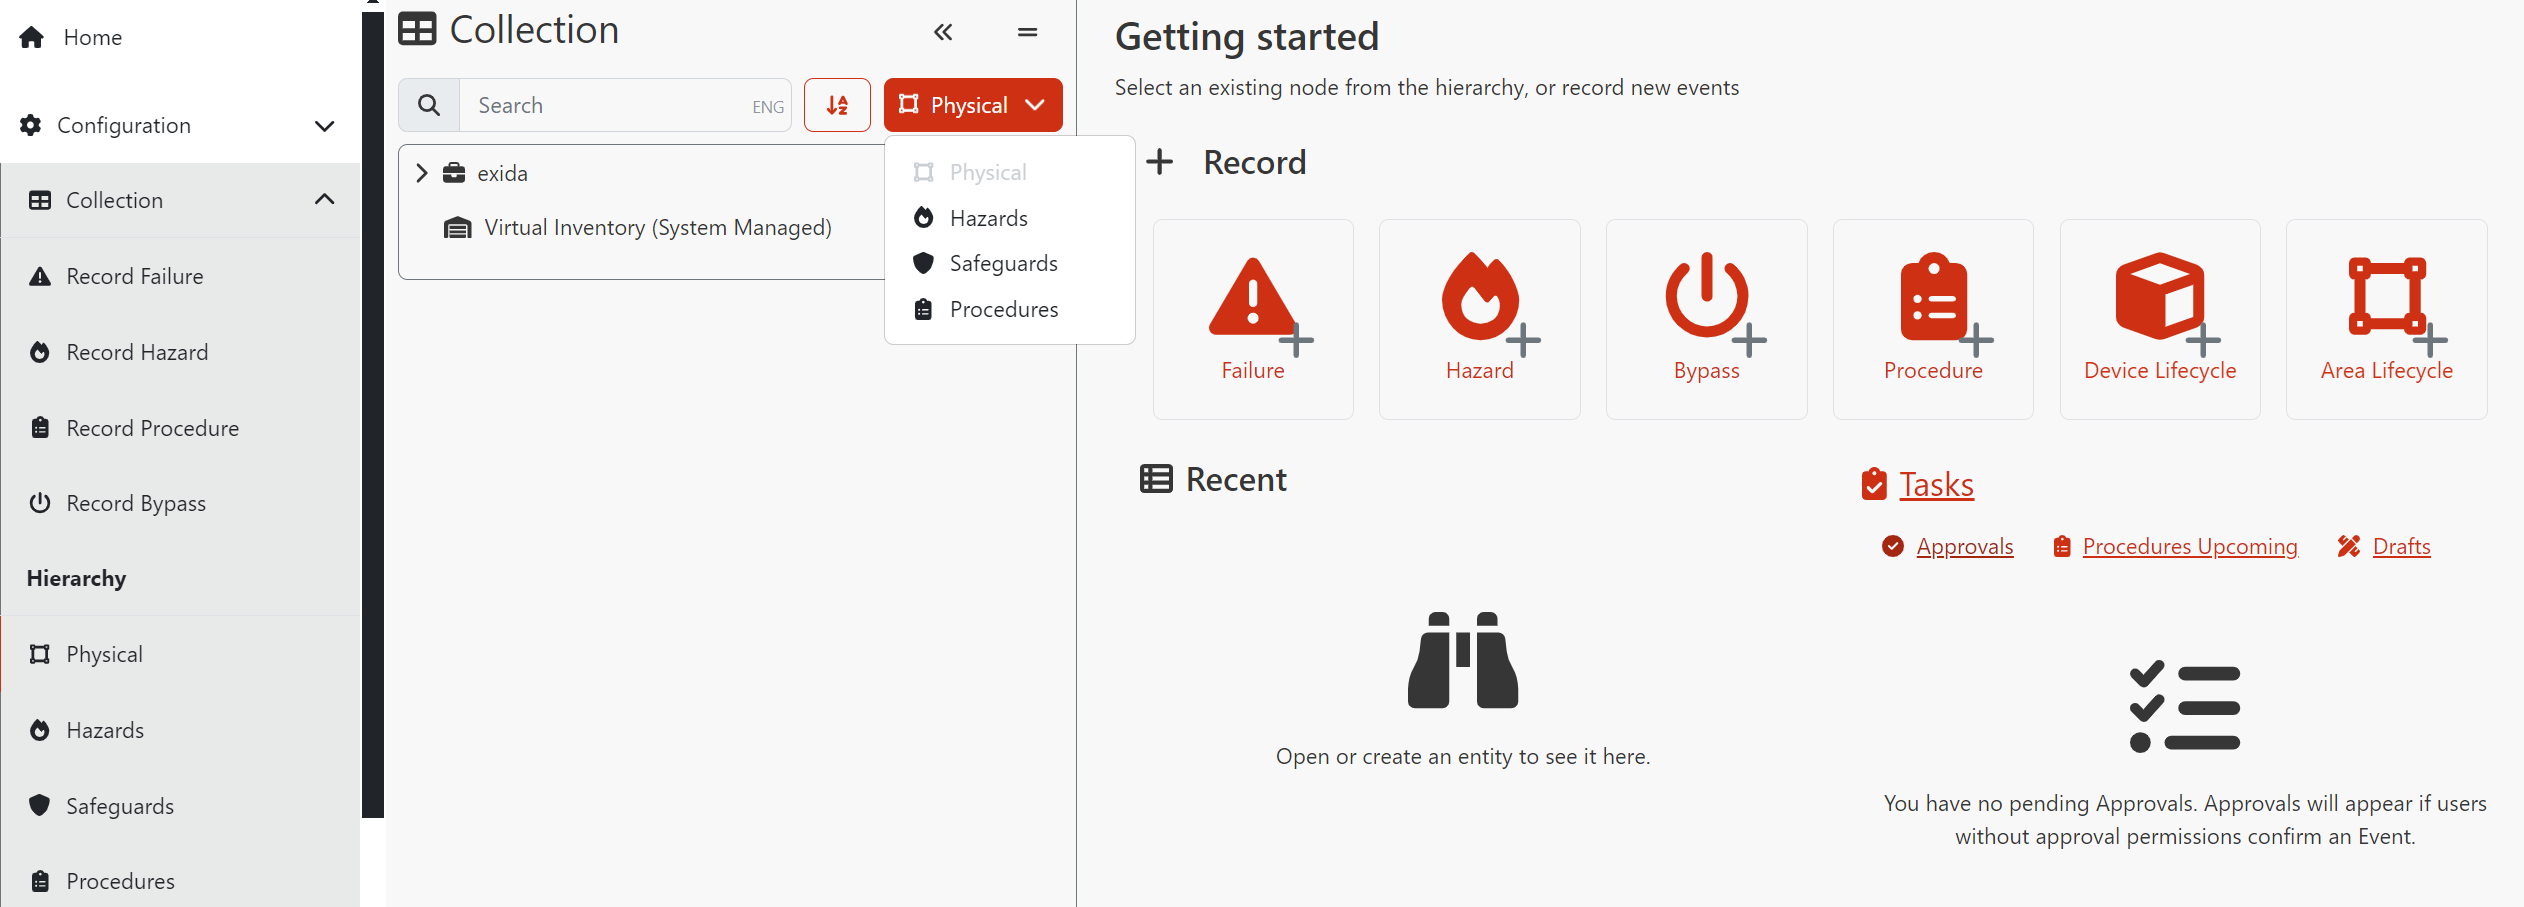 Home
Configuration
Collection
Record Failure
Record Hazard
Record Procedure
Record Bypass
Hierarchy
Physical
Hazards
Safeguards
Procedures
Collection
Search ENG
Physical
exida
Virtual Inventory (System Managed)
Physical
Hazards
Safeguards
Procedures
Getting started
Select an existing node from the hierarchy, or record new events
Record
Failure
Hazard
Bypass
Procedure
Device Lifecycle
Area Lifecycle
Recent
Open or create an entity to see it here.
Tasks
Approvals
Procedures Upcoming
Drafts
You have no pending Approvals. Approvals will appear if users
without approval permissions confirm an Event.